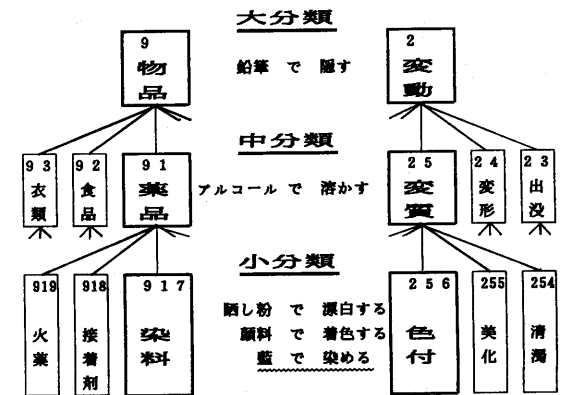 大分類
9
物品
鉛筆 で 隠す
2
変動
中分類
93
衣類
92
食品
91
薬品
アルコール で 溶かす
25
変質
24
変形
23
出没
小分類
919
火薬
918
接着剤
917
染料
晒し粉 で 漂白する
顔料 で 着色する
藍 で 染める
256
色付
255
美化
254
清濁